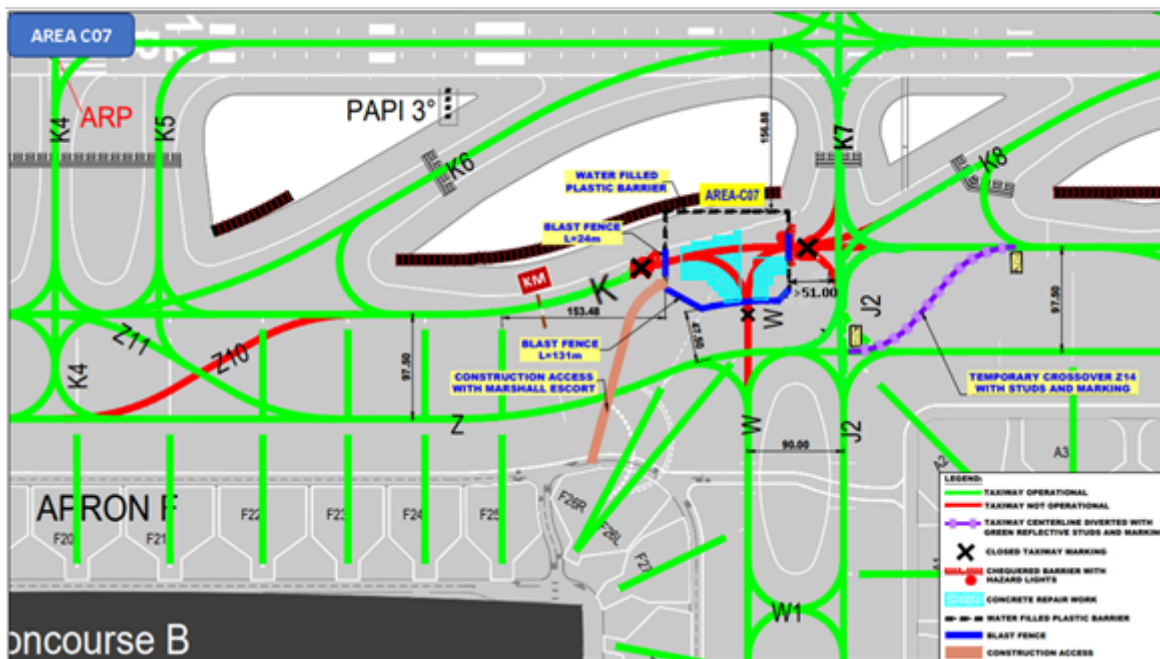 AREA C07
ARP
K4
K5
PAPI 3°
K6
156.88
K7
K8
WATER FILLED
PLASTIC BARRIER
AREA-C07
BLAST FENCE
L=24m
KM
K
>51.00
W
J2
97.50
153.48
47.50
BLAST FENCE
L=131m
Z11
Z10
K4
97.50
CONSTRUCTION ACCESS
WITH MARSHALL ESCORT
TEMPORARY CROSSOVER Z14
WITH STUDS AND MARKING
Z
W
90.00
J2
A3
A2
APRON F
F20
F21
F22
F23
F24
F25
F26R
F26L
F27
A1
W1
oncourse B
LEGEND:
TAXIWAY OPERATIONAL
TAXIWAY NOT OPERATIONAL
TAXIWAY CENTERLINE DIVERTED WITH
GREEN REFLECTIVE STUDS AND MARKING
CLOSED TAXIWAY MARKING
CHEQUERED BARRIER WITH
HAZARD LIGHTS
CONCRETE REPAIR WORK
WATER FILLED PLASTIC BARRIER
BLAST FENCE
CONSTRUCTION ACCESS